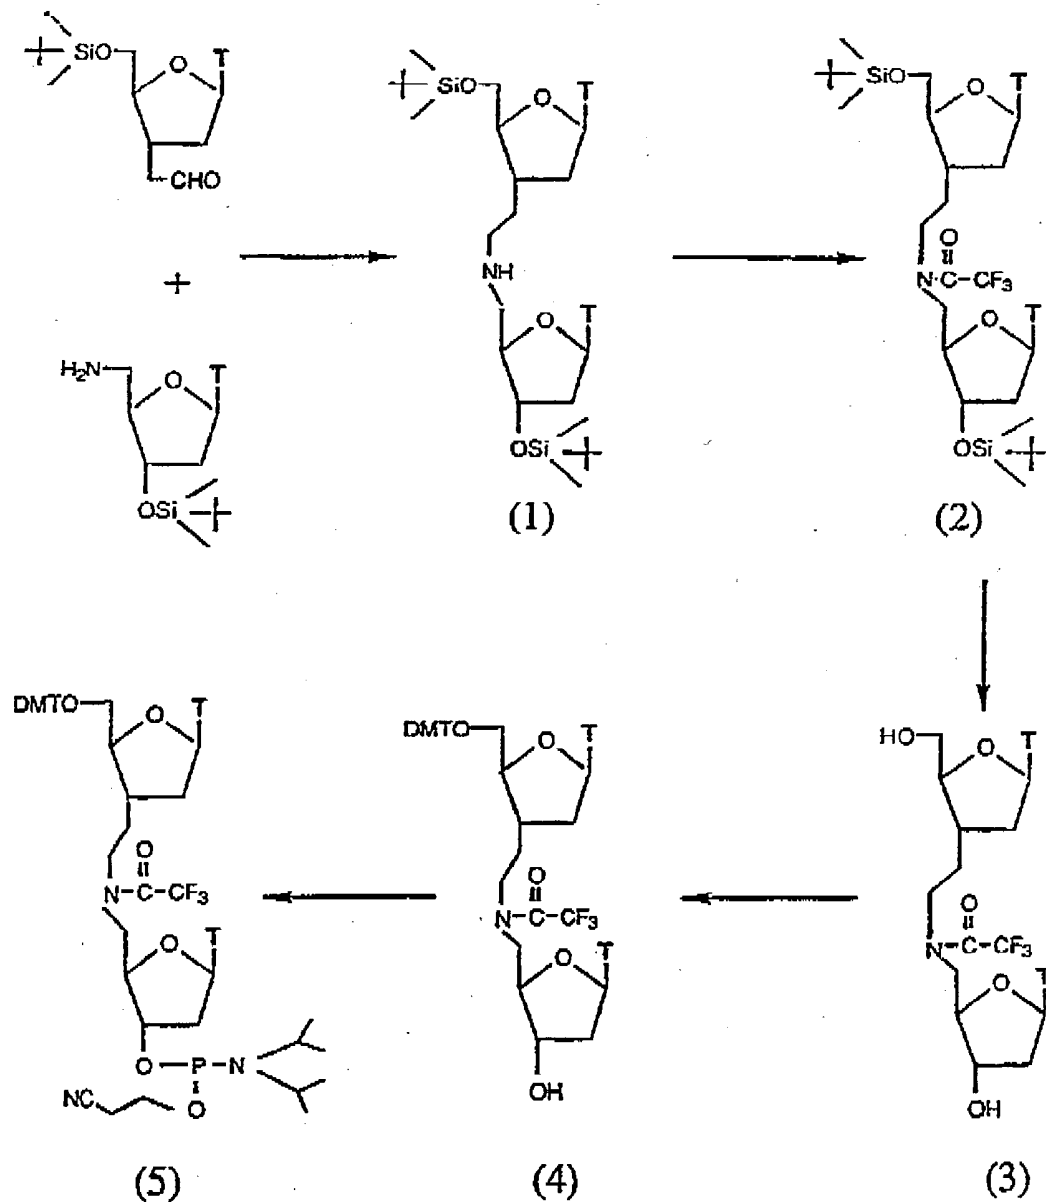 SiO O T
CHO
+
H₂N O T
OSi
SiO O T
NH
O T
OSi
(1)
SiO O T
O
N-C-CF₃
O T
OSi
(2)
HO O T
O
N-C-CF₃
O T
OH
(3)
DMTO O T
O
N-C-CF₃
O T
OH
(4)
DMTO O T
O
N-C-CF₃
O T
O-P-N
NC O
(5)